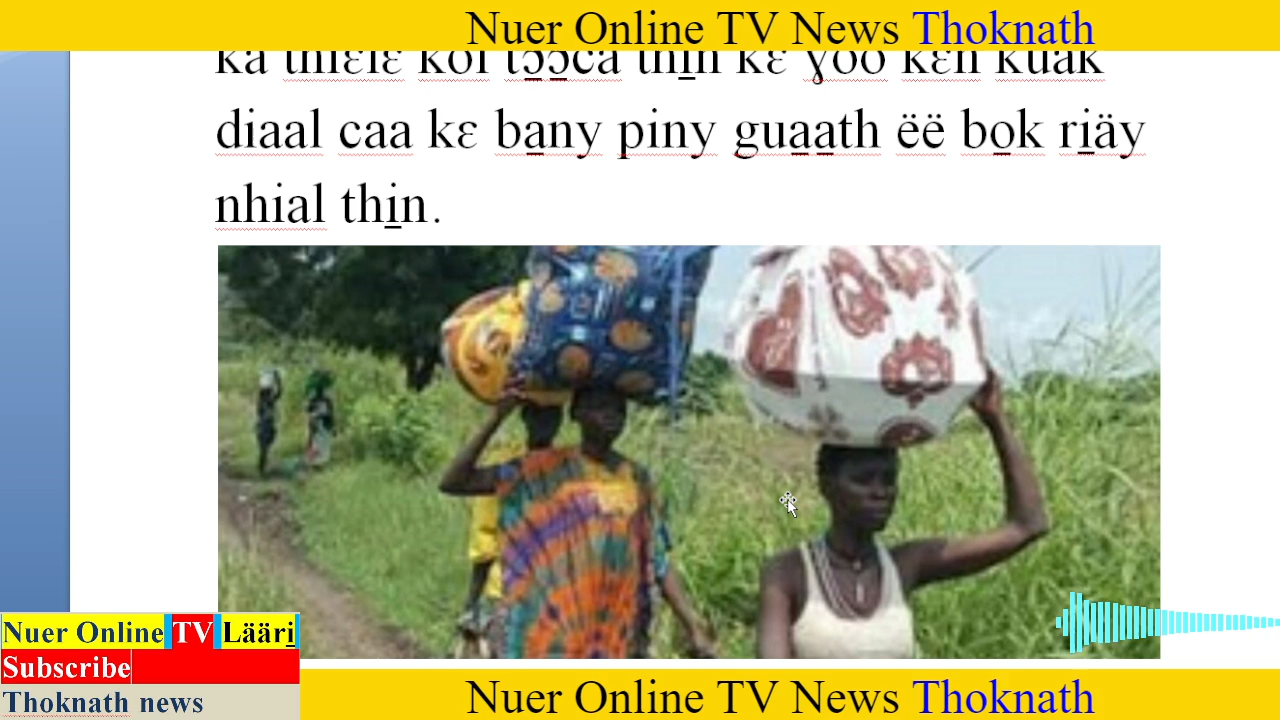 Nuer Online TV News Thoknath
diaal caa kɛ ba̱ny piny gua̱a̱th ëë bo̱k ri̱äy
nhial thi̱n.
Nuer Online TV Lääri̱
Subscribe
Thoknath news
Nuer Online TV News Thoknath